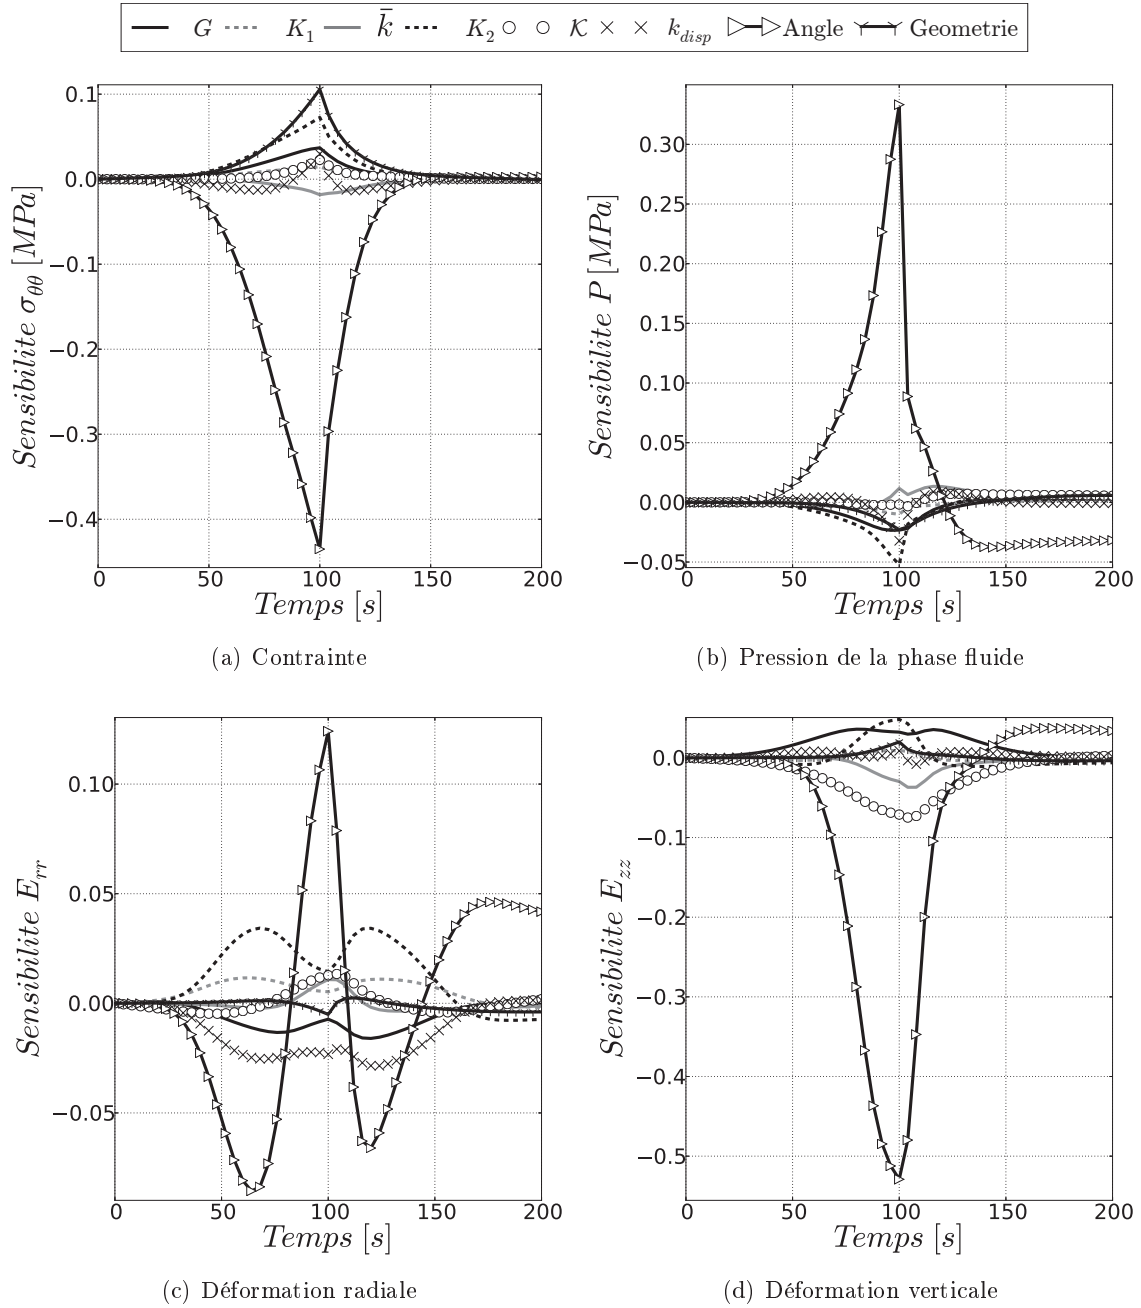 G K₁ k̄ K₂ 𝒦 k_disp Angle Geometrie
0.1
0.0
−0.1
−0.2
−0.3
−0.4
Sensibilite σ_θθ [MPa]
0 50 100 150 200
Temps [s]
(a) Contrainte
0.30
0.25
0.20
0.15
0.10
0.05
0.00
−0.05
Sensibilite P [MPa]
0 50 100 150 200
Temps [s]
(b) Pression de la phase fluide
0.10
0.05
0.00
−0.05
Sensibilite E_rr
0 50 100 150 200
Temps [s]
(c) Déformation radiale
0.0
−0.1
−0.2
−0.3
−0.4
−0.5
Sensibilite E_zz
0 50 100 150 200
Temps [s]
(d) Déformation verticale